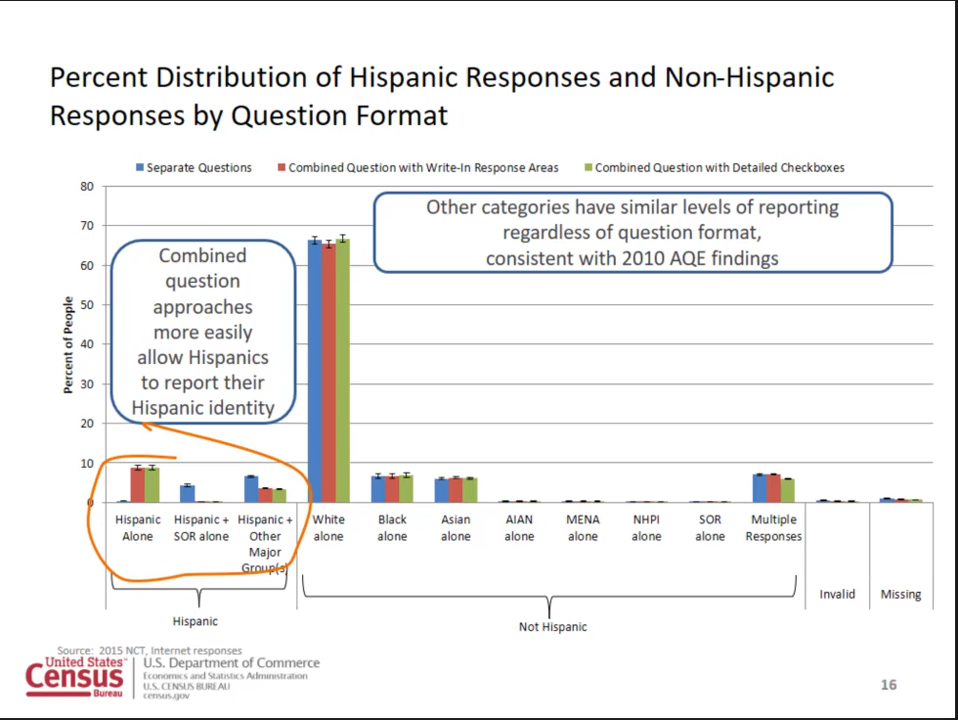 Percent Distribution of Hispanic Responses and Non-Hispanic
Responses by Question Format
Separate Questions
Combined Question with Write-In Response Areas
Combined Question with Detailed Checkboxes
80
70
60
50
40
30
20
10
0
Percent of People
Combined
question
approaches
more easily
allow Hispanics
to report their
Hispanic identity
Other categories have similar levels of reporting
regardless of question format,
consistent with 2010 AQE findings
Hispanic
Alone
Hispanic +
SOR alone
Hispanic +
Other
Major
Group(s)
White
alone
Black
alone
Asian
alone
AIAN
alone
MENA
alone
NHPI
alone
SOR
alone
Multiple
Responses
Invalid
Missing
Hispanic
Not Hispanic
Source: 2015 NCT, Internet responses
United States™
Census
Bureau
U.S. Department of Commerce
Economics and Statistics Administration
U.S. CENSUS BUREAU
census.gov
16